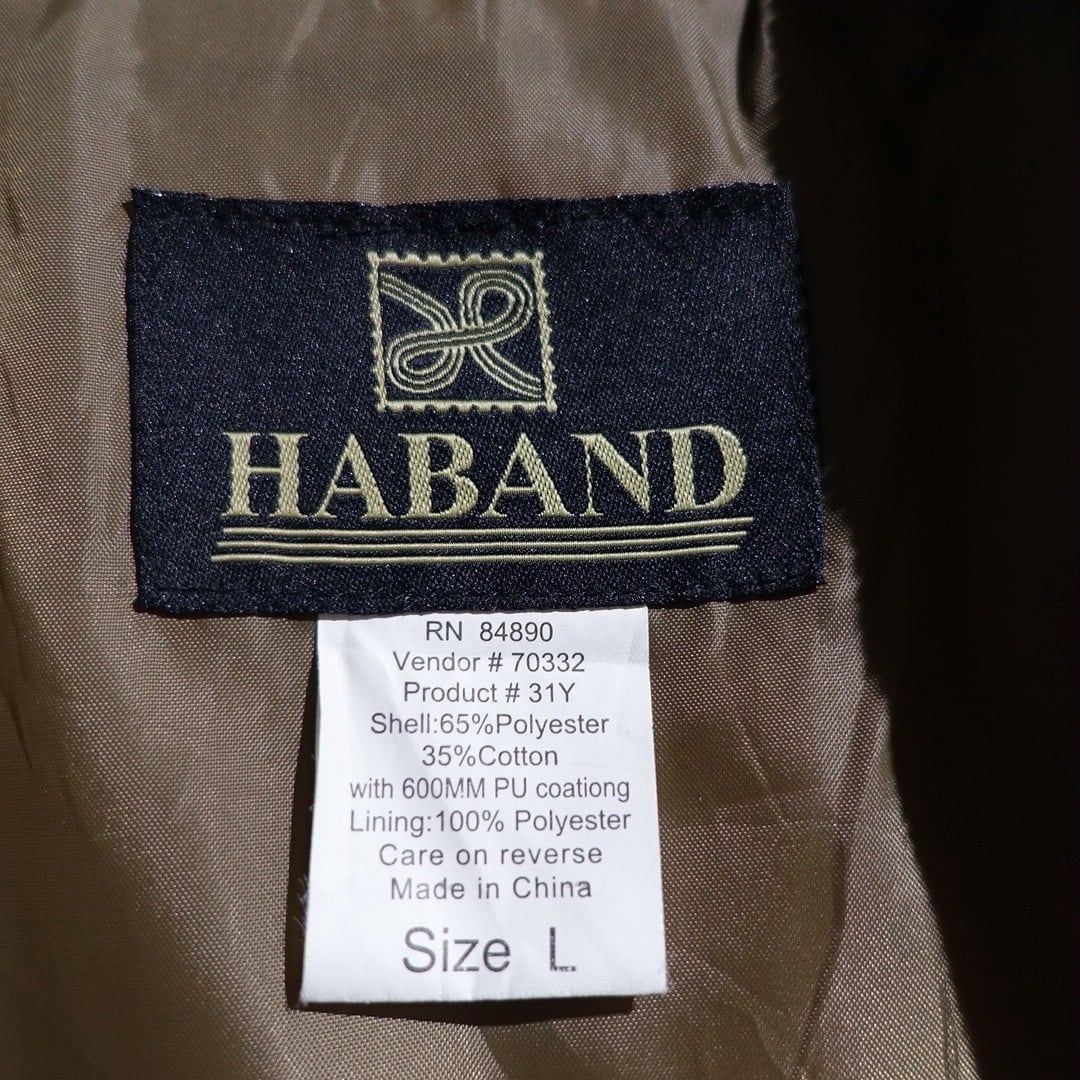 HABAND
RN 84890
Vendor # 70332
Product # 31Y
Shell:65%Polyester
35%Cotton
with 600MM PU coationg
Lining:100% Polyester
Care on reverse
Made in China
Size L